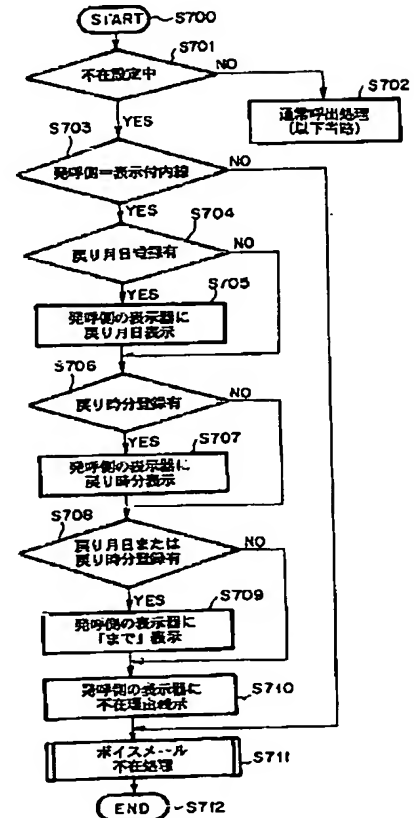 START
S700
S701
不在設定中
NO
S702
通常呼出処理
(以下省略)
YES
S703
発呼側=表示付内線
NO
YES
S704
戻り月日登録有
NO
YES
S705
発呼側の表示器に
戻り月日表示
S706
戻り時分登録有
NO
YES
S707
発呼側の表示器に
戻り時分表示
S708
戻り月日または
戻り時分登録有
NO
YES
S709
発呼側の表示器に
「まで」表示
発呼側の表示器に
不在理由表示
S710
ボイスメール
不在処理
S711
END
S712